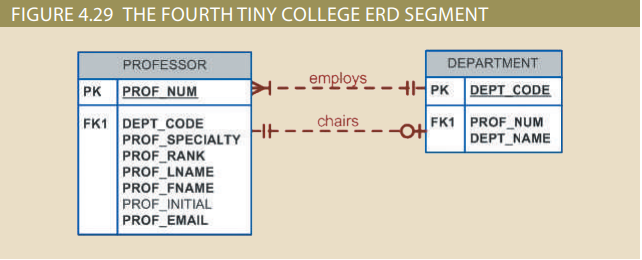 FIGURE 4.29 THE FOURTH TINY COLLEGE ERD SEGMENT
PROFESSOR
PK PROF_NUM
FK1 DEPT_CODE
PROF_SPECIALTY
PROF_RANK
PROF_LNAME
PROF_FNAME
PROF_INITIAL
PROF_EMAIL
employs
chairs
DEPARTMENT
PK DEPT_CODE
FK1 PROF_NUM
DEPT_NAME